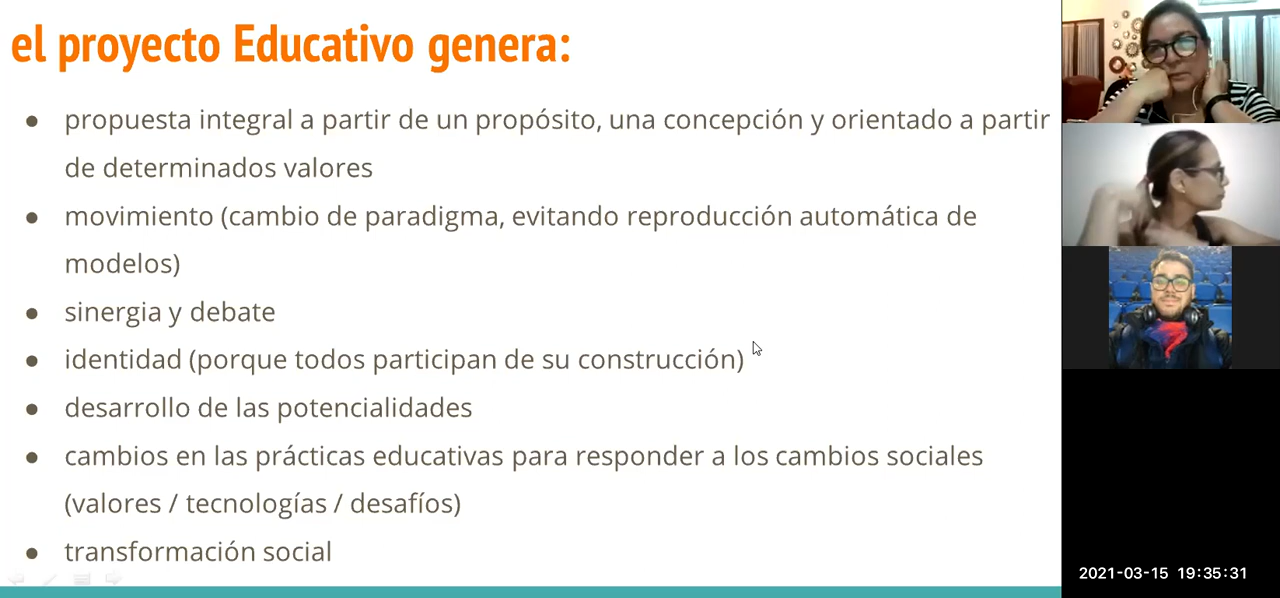 el proyecto Educativo genera:
● propuesta integral a partir de un propósito, una concepción y orientado a partir
de determinados valores
● movimiento (cambio de paradigma, evitando reproducción automática de
modelos)
● sinergia y debate
● identidad (porque todos participan de su construcción)
● desarrollo de las potencialidades
● cambios en las prácticas educativas para responder a los cambios sociales
(valores / tecnologías / desafíos)
● transformación social
2021-03-15 19:35:31